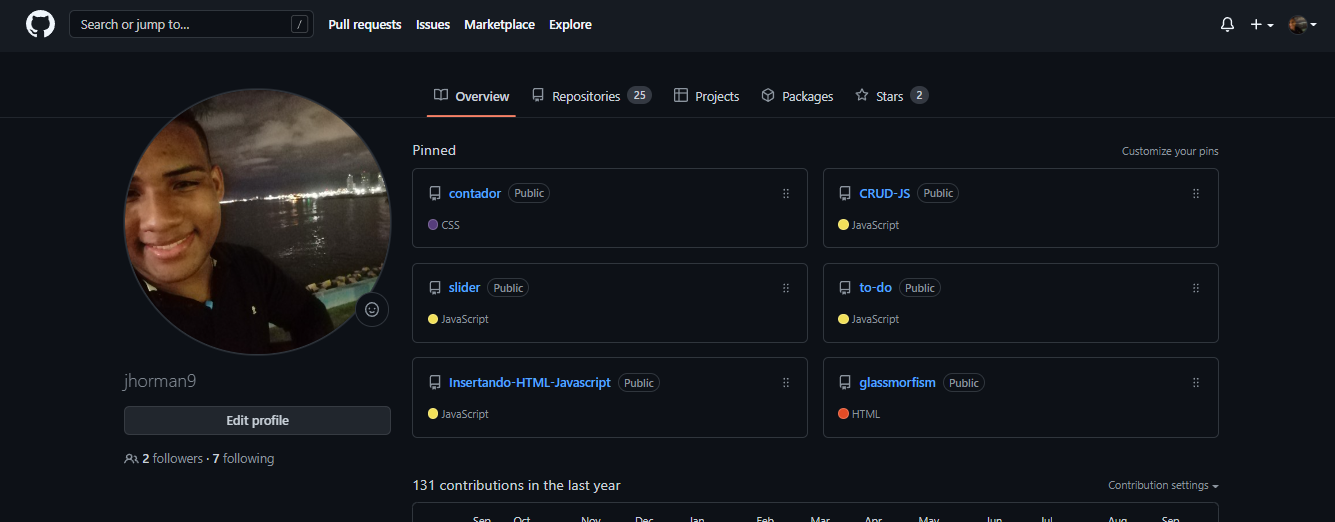 Search or jump to... /
Pull requests Issues Marketplace Explore
Overview Repositories 25 Projects Packages Stars 2
jhorman9
Edit profile
2 followers · 7 following
Pinned
Customize your pins
contador Public
CSS
CRUD-JS Public
JavaScript
slider Public
JavaScript
to-do Public
JavaScript
Insertando-HTML-Javascript Public
JavaScript
glassmorfism Public
HTML
131 contributions in the last year
Contribution settings
Sep Oct Nov Dec Jan Feb Mar Apr May Jun Jul Aug Sep